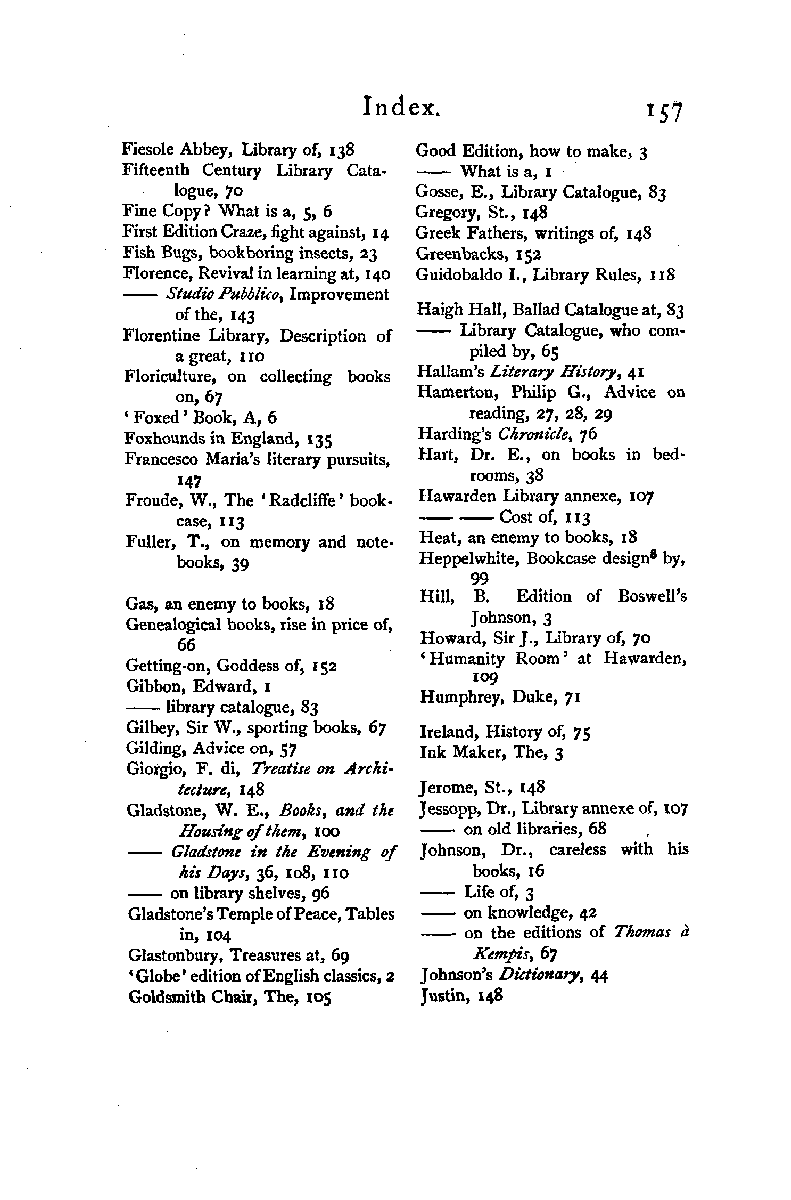 Index.
157
Fiesole Abbey, Library of, 138
Fifteenth Century Library Cata-
logue, 70
Fine Copy? What is a, 5, 6
First Edition Craze, fight against, 14
Fish Bugs, bookboring insects, 23
Florence, Revival in learning at, 140
—— Studio Pubblico, Improvement
of the, 143
Florentine Library, Description of
a great, 110
Floriculture, on collecting books
on, 67
‘Foxed’ Book, A, 6
Foxhounds in England, 135
Francesco Maria’s literary pursuits,
147
Froude, W., The ‘Radcliffe’ book-
case, 113
Fuller, T., on memory and note-
books, 39
Gas, an enemy to books, 18
Genealogical books, rise in price of,
66
Getting-on, Goddess of, 152
Gibbon, Edward, 1
—— library catalogue, 83
Gilbey, Sir W., sporting books, 67
Gilding, Advice on, 57
Giorgio, F. di, Treatise on Archi-
tecture, 148
Gladstone, W. E., Books, and the
Housing of them, 100
—— Gladstone in the Evening of
his Days, 36, 108, 110
—— on library shelves, 96
Gladstone’s Temple of Peace, Tables
in, 104
Glastonbury, Treasures at, 69
‘Globe’ edition of English classics, 2
Goldsmith Chair, The, 105
Good Edition, how to make, 3
—— What is a, 1
Gosse, E., Library Catalogue, 83
Gregory, St., 148
Greek Fathers, writings of, 148
Greenbacks, 152
Guidobaldo I., Library Rules, 118
Haigh Hall, Ballad Catalogue at, 83
—— Library Catalogue, who com-
piled by, 65
Hallam’s Literary History, 41
Hamerton, Philip G., Advice on
reading, 27, 28, 29
Harding’s Chronicle, 76
Hart, Dr. E., on books in bed-
rooms, 38
Hawarden Library annexe, 107
—— —— Cost of, 113
Heat, an enemy to books, 18
Heppelwhite, Bookcase designs by,
99
Hill, B. Edition of Boswell’s
Johnson, 3
Howard, Sir J., Library of, 70
‘Humanity Room’ at Hawarden,
109
Humphrey, Duke, 71
Ireland, History of, 75
Ink Maker, The, 3
Jerome, St., 148
Jessopp, Dr., Library annexe of, 107
—— on old libraries, 68
Johnson, Dr., careless with his
books, 16
—— Life of, 3
—— on knowledge, 42
—— on the editions of Thomas à
Kempis, 67
Johnson’s Dictionary, 44
Justin, 148